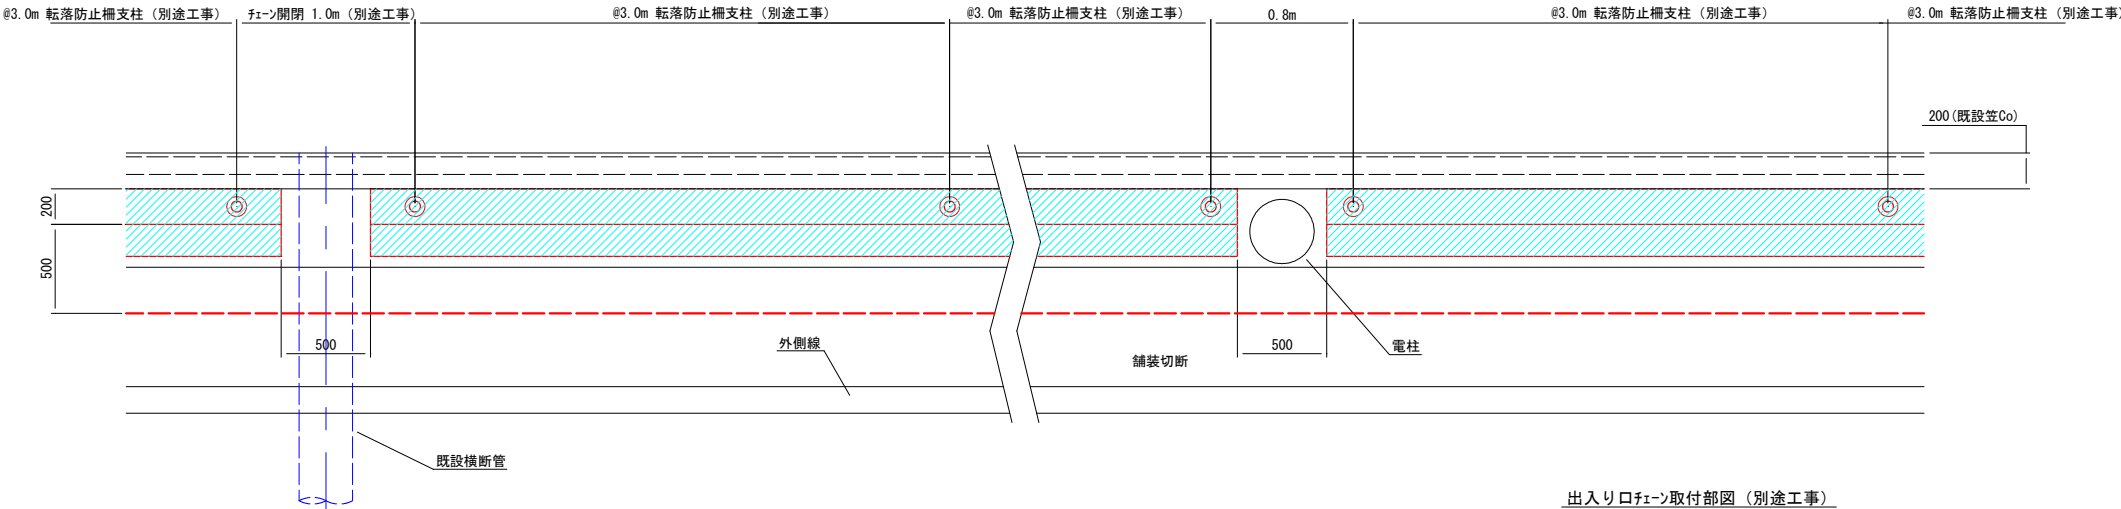 @3.0m 転落防止柵支柱（別途工事）
ﾁｪｰﾝ開閉 1.0m（別途工事）
@3.0m 転落防止柵支柱（別途工事）
@3.0m 転落防止柵支柱（別途工事）
0.8m
@3.0m 転落防止柵支柱（別途工事）
@3.0m 転落防止柵支柱（別途工事）
200(既設笠Co)
200
500
500
外側線
舗装切断
500
電柱
既設横断管
出入り口ﾁｪｰﾝ取付部図（別途工事）